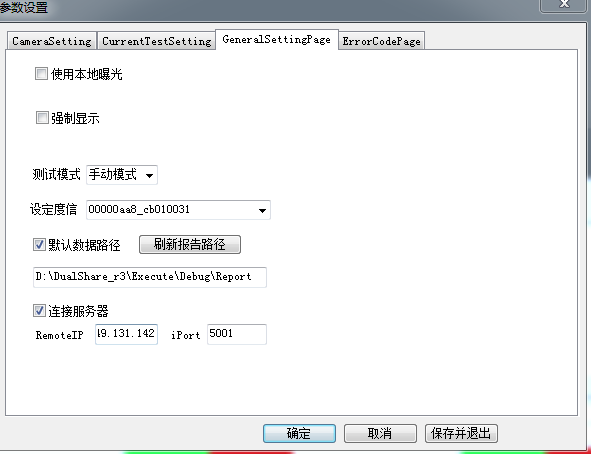 参数设置
CameraSetting CurrentTestSetting GeneralSettingPage ErrorCodePage
使用本地曝光
强制显示
测试模式 手动模式
设定度信 00000aa8_cb010031
默认数据路径 刷新报告路径
D:\DualShare_r3\Execute\Debug\Report
连接服务器
RemoteIP 49.131.142 iPort 5001
确定 取消 保存并退出